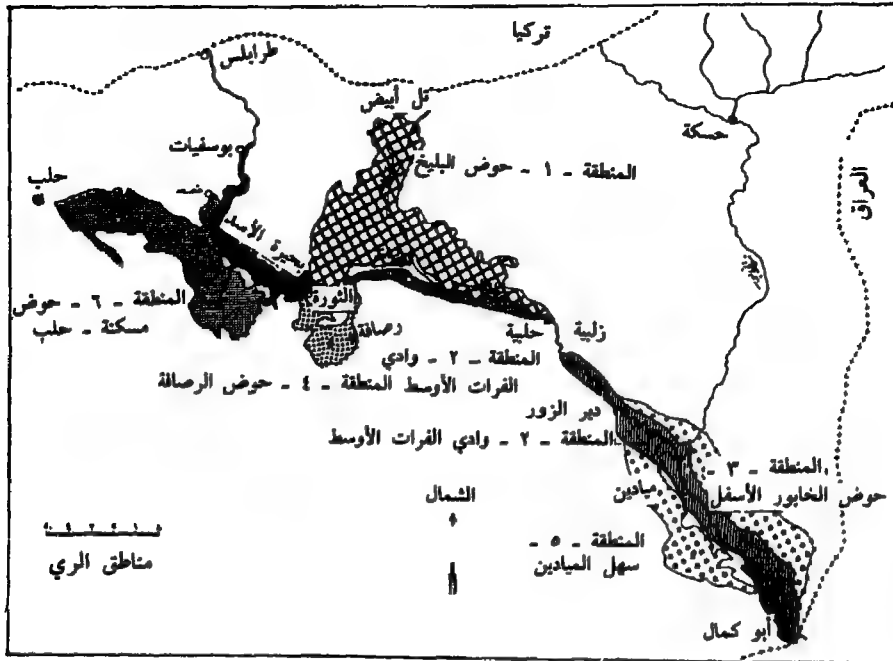 تركيا
طرابلس
تل أبيض
حسكة
بوسفيات
المنطقة - ١ - حوض البليخ
حلب
العراق
بحيرة الأسد
المنطقة - ٦ - حوض
مسكنة - حلب
الثورة
رصافة
حلبية
زلبية
المنطقة - ٢ - وادي
الفرات الأوسط
المنطقة - ٤ - حوض الرصافة
دير الزور
المنطقة - ٢ - وادي الفرات الأوسط
المنطقة - ٣ -
حوض الخابور الأسفل
ميادين
الشمال
المنطقة - ٥ -
سهل الميادين
مناطق الري
أبو كمال